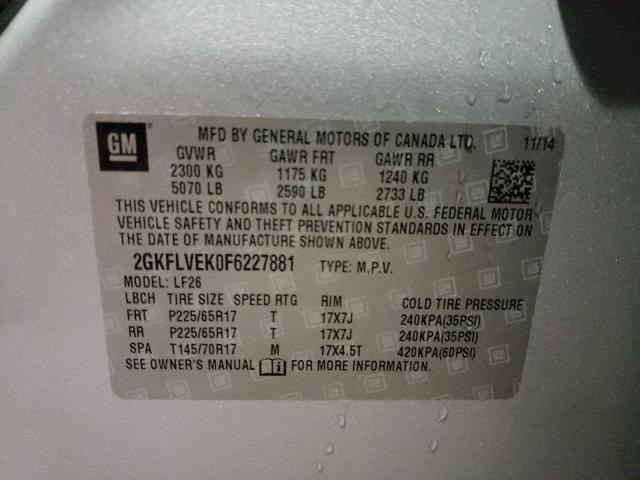 GM MFD BY GENERAL MOTORS OF CANADA LTD. 11/14
GVWR GAWR FRT GAWR RR
2300 KG 1175 KG 1240 KG
5070 LB 2590 LB 2733 LB
THIS VEHICLE CONFORMS TO ALL APPLICABLE U.S. FEDERAL MOTOR
VEHICLE SAFETY AND THEFT PREVENTION STANDARDS IN EFFECT ON
THE DATE OF MANUFACTURE SHOWN ABOVE.
2GKFLVEK0F6227881 TYPE: M.P.V.
MODEL: LF26
LBCH TIRE SIZE SPEED RTG RIM COLD TIRE PRESSURE
FRT P225/65R17 T 17X7J 240KPA(35PSI)
RR P225/65R17 T 17X7J 240KPA(35PSI)
SPA T145/70R17 M 17X4.5T 420KPA(60PSI)
SEE OWNER'S MANUAL FOR MORE INFORMATION.